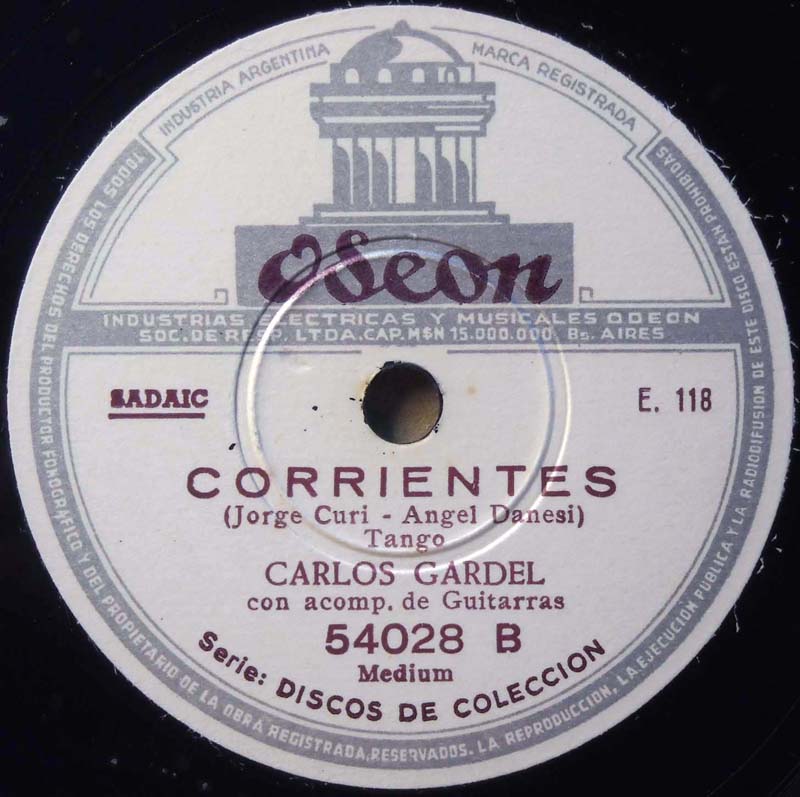 INDUSTRIA ARGENTINA
MARCA REGISTRADA
Odeon
INDUSTRIAS ELECTRICAS Y MUSICALES ODEON
SOC. DE RESP. LTDA. CAP. M$N 15.000.000. Bs. AIRES
SADAIC
E. 118
CORRIENTES
(Jorge Curi - Angel Danesi)
Tango
CARLOS GARDEL
con acomp. de Guitarras
54028 B
Medium
Serie: DISCOS DE COLECCION
TODOS LOS DERECHOS DEL PRODUCTOR FONOGRAFICO Y DEL PROPIETARIO DE LA OBRA REGISTRADA, RESERVADOS. LA REPRODUCCION, LA EJECUCION PUBLICA Y LA RADIODIFUSION DE ESTE DISCO ESTAN PROHIBIDAS